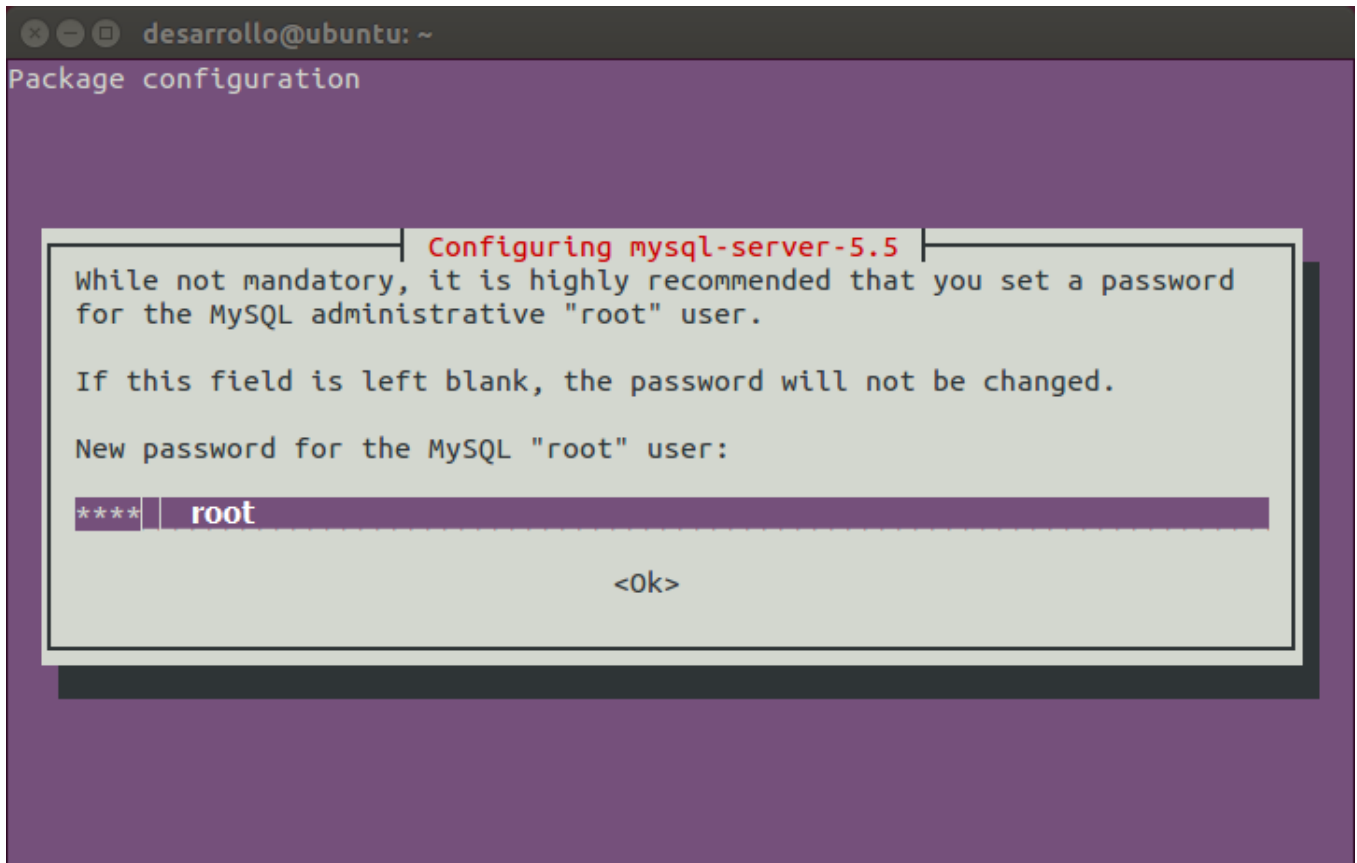 desarrollo@ubuntu: ~
Package configuration
Configuring mysql-server-5.5
While not mandatory, it is highly recommended that you set a password
for the MySQL administrative "root" user.
If this field is left blank, the password will not be changed.
New password for the MySQL "root" user:
**** root
<Ok>